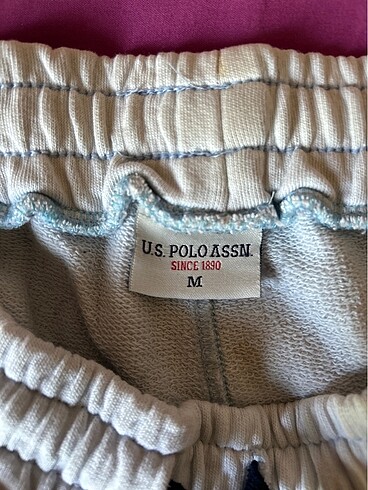 U.S. POLO ASSN.
SINCE 1890
M